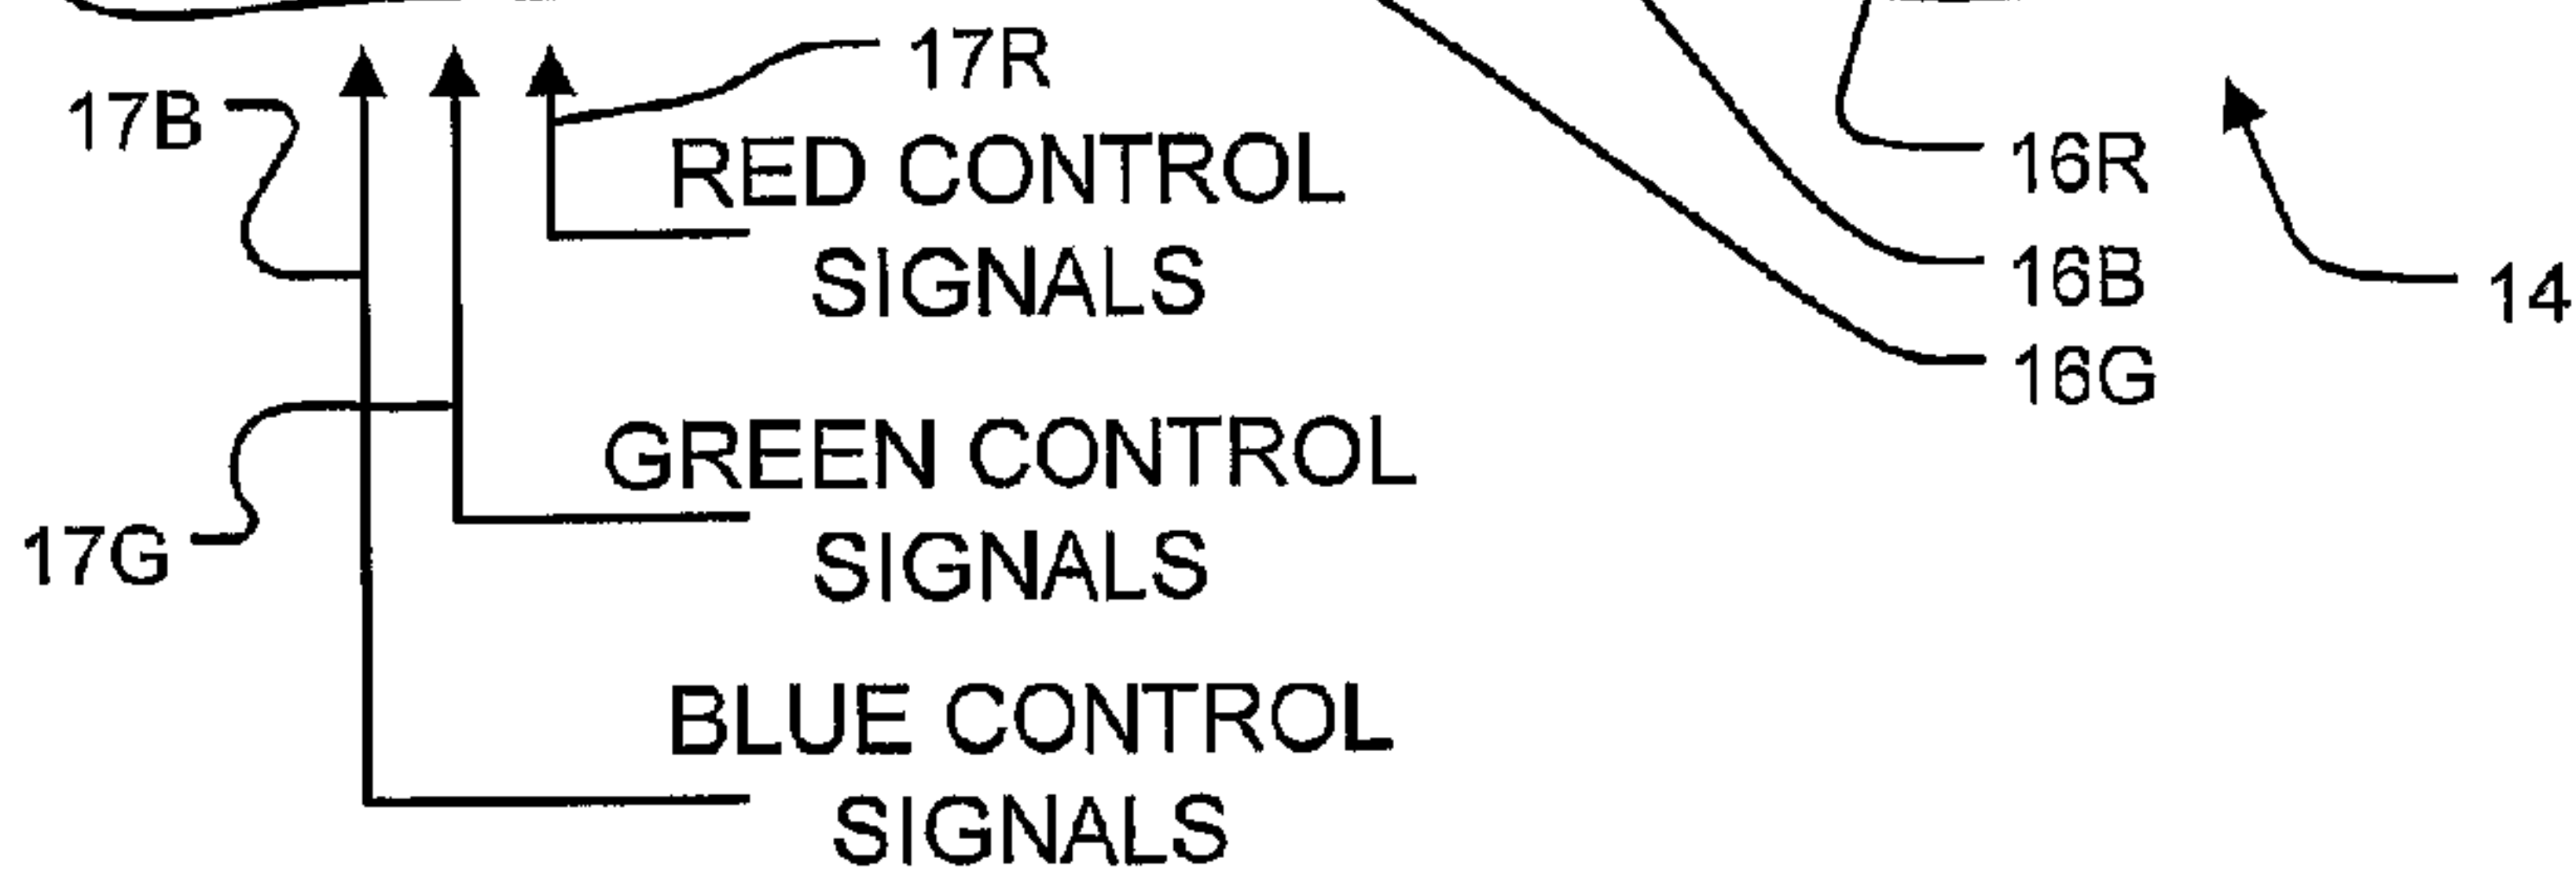 17R
17B
RED CONTROL
SIGNALS
16R
16B
14
16G
GREEN CONTROL
SIGNALS
17G
BLUE CONTROL
SIGNALS